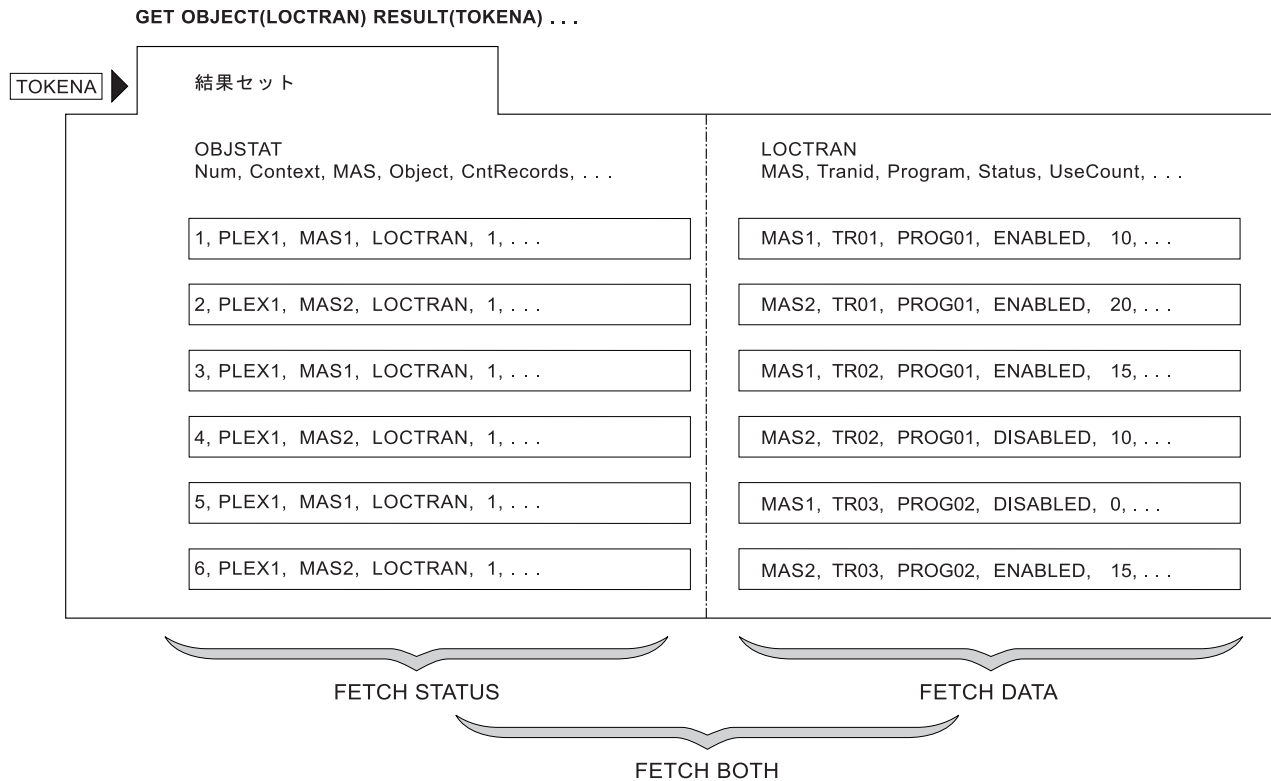 GET OBJECT(LOCTRAN) RESULT(TOKENA) . . .
TOKENA
結果セット
OBJSTAT
Num, Context, MAS, Object, CntRecords, . . .
1, PLEX1, MAS1, LOCTRAN, 1, . . .
2, PLEX1, MAS2, LOCTRAN, 1, . . .
3, PLEX1, MAS1, LOCTRAN, 1, . . .
4, PLEX1, MAS2, LOCTRAN, 1, . . .
5, PLEX1, MAS1, LOCTRAN, 1, . . .
6, PLEX1, MAS2, LOCTRAN, 1, . . .
LOCTRAN
MAS, Tranid, Program, Status, UseCount, . . .
MAS1, TR01, PROG01, ENABLED, 10, . . .
MAS2, TR01, PROG01, ENABLED, 20, . . .
MAS1, TR02, PROG01, ENABLED, 15, . . .
MAS2, TR02, PROG01, DISABLED, 10, . . .
MAS1, TR03, PROG02, DISABLED, 0, . . .
MAS2, TR03, PROG02, ENABLED, 15, . . .
FETCH STATUS
FETCH DATA
FETCH BOTH